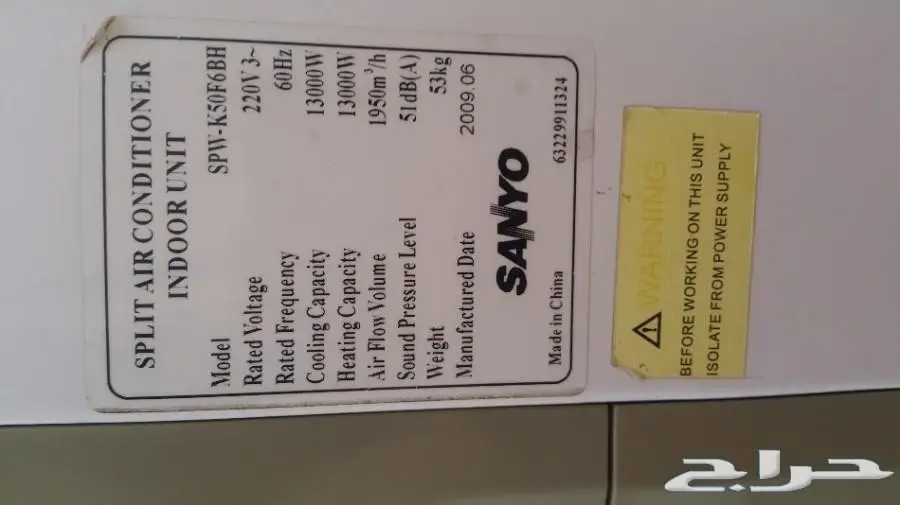 SPLIT AIR CONDITIONER
INDOOR UNIT
Model SPW-K50F6BH
Rated Voltage 220V 3~
Rated Frequency 60Hz
Cooling Capacity 13000W
Heating Capacity 13000W
Air Flow Volume 1950m³/h
Sound Pressure Level 51dB(A)
Weight 53kg
Manufactured Date 2009.06
SANYO
Made in China 63229911324
WARNING
BEFORE WORKING ON THIS UNIT
ISOLATE FROM POWER SUPPLY
حراج